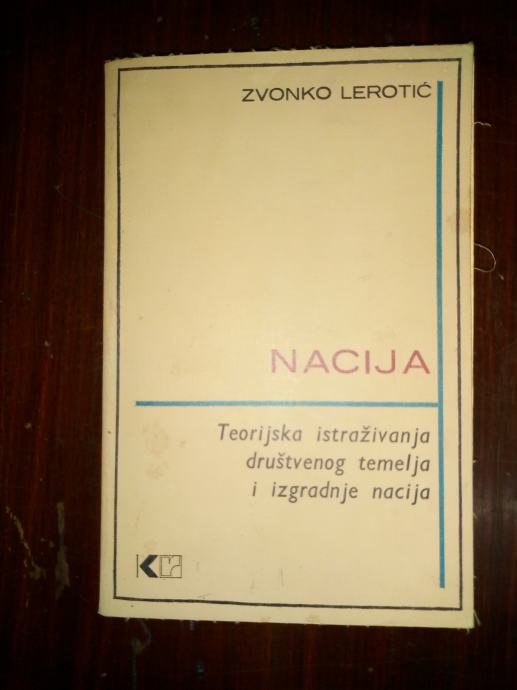 ZVONKO LEROTIĆ
NACIJA
Teorijska istraživanja
društvenog temelja
i izgradnje nacija